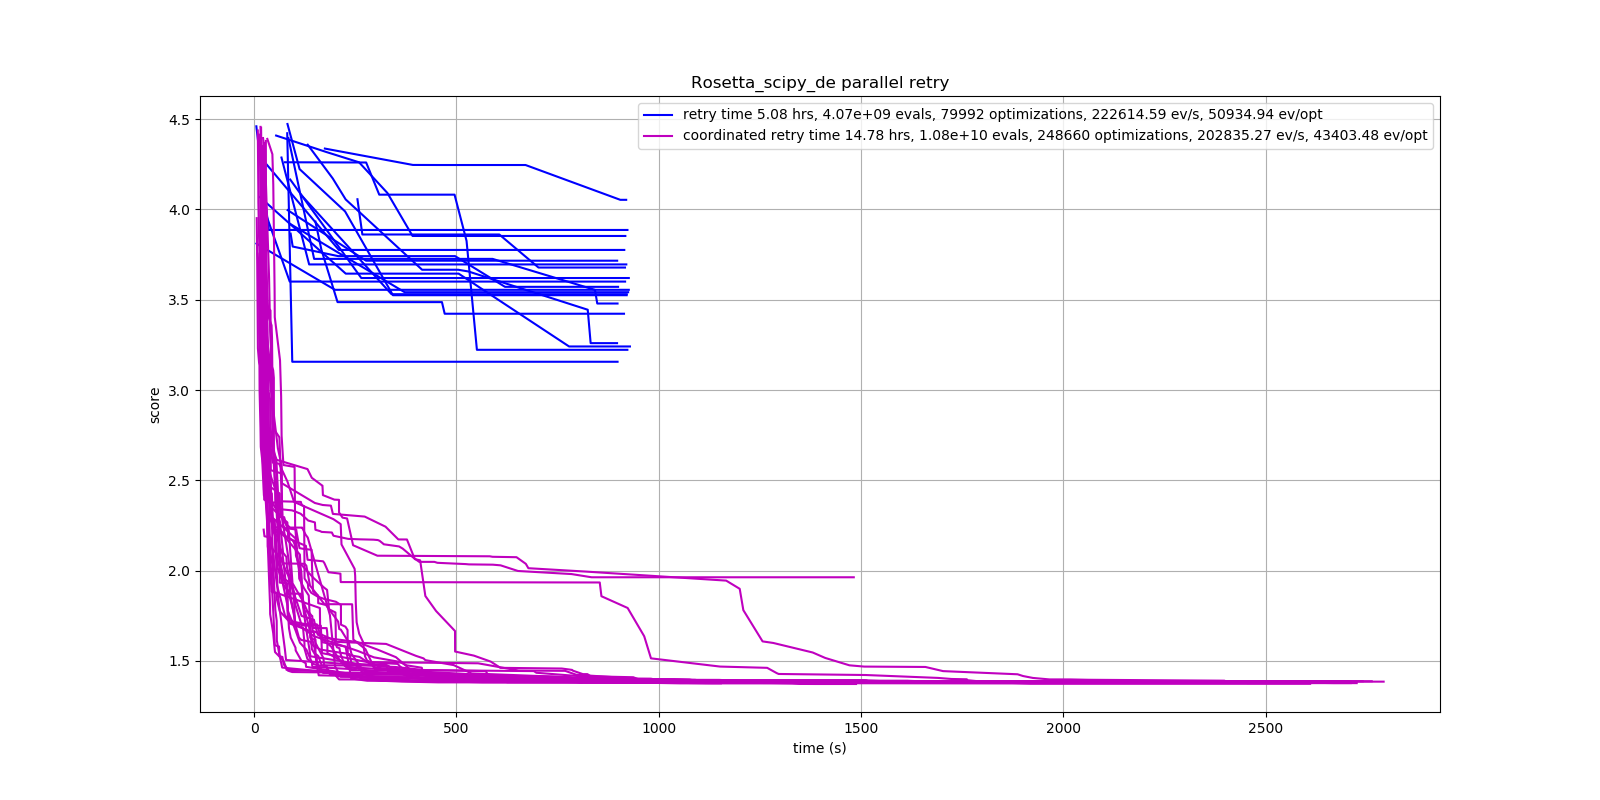 Rosetta_scipy_de parallel retry
retry time 5.08 hrs, 4.07e+09 evals, 79992 optimizations, 222614.59 ev/s, 50934.94 ev/opt
coordinated retry time 14.78 hrs, 1.08e+10 evals, 248660 optimizations, 202835.27 ev/s, 43403.48 ev/opt
4.5
4.0
3.5
3.0
2.5
2.0
1.5
score
0 500 1000 1500 2000 2500
time (s)